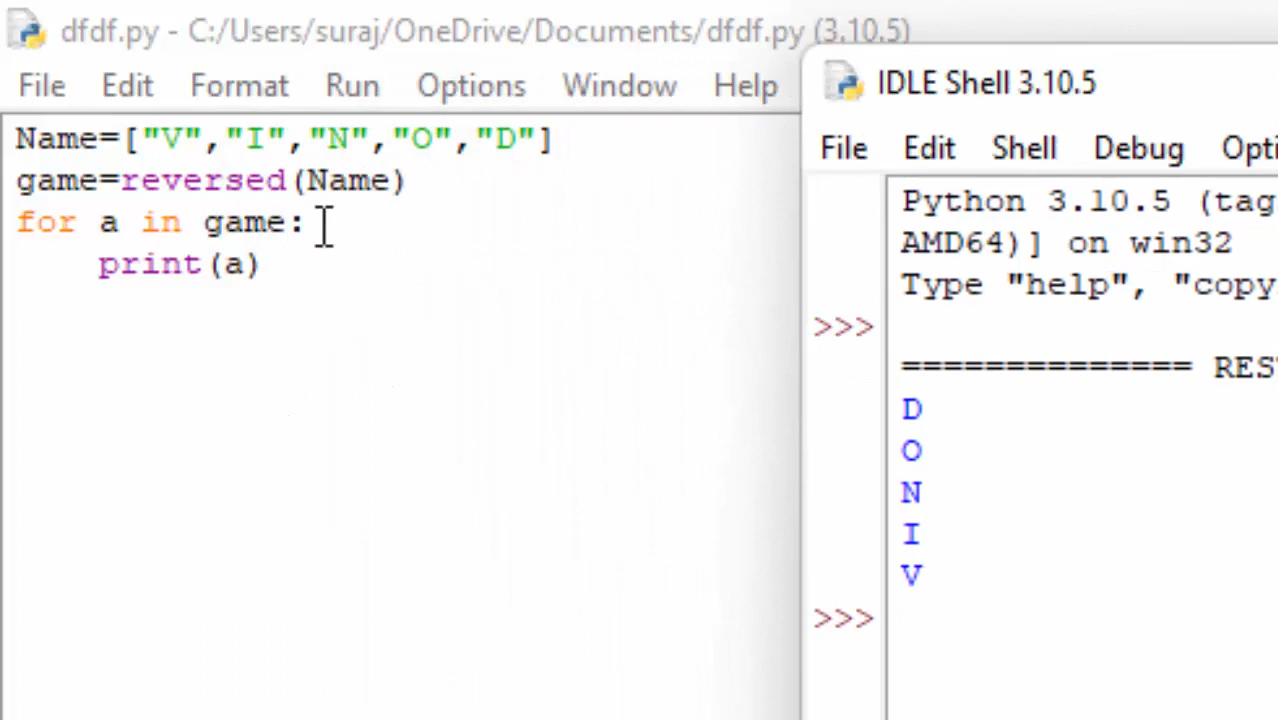 dfdf.py - C:/Users/suraj/OneDrive/Documents/dfdf.py (3.10.5)
File Edit Format Run Options Window Help
Name=["V","I","N","O","D"]
game=reversed(Name)
for a in game:
    print(a)
IDLE Shell 3.10.5
File Edit Shell Debug Opti
Python 3.10.5 (tag
AMD64)] on win32
Type "help", "copy
>>>
============== RES
D
O
N
I
V
>>>